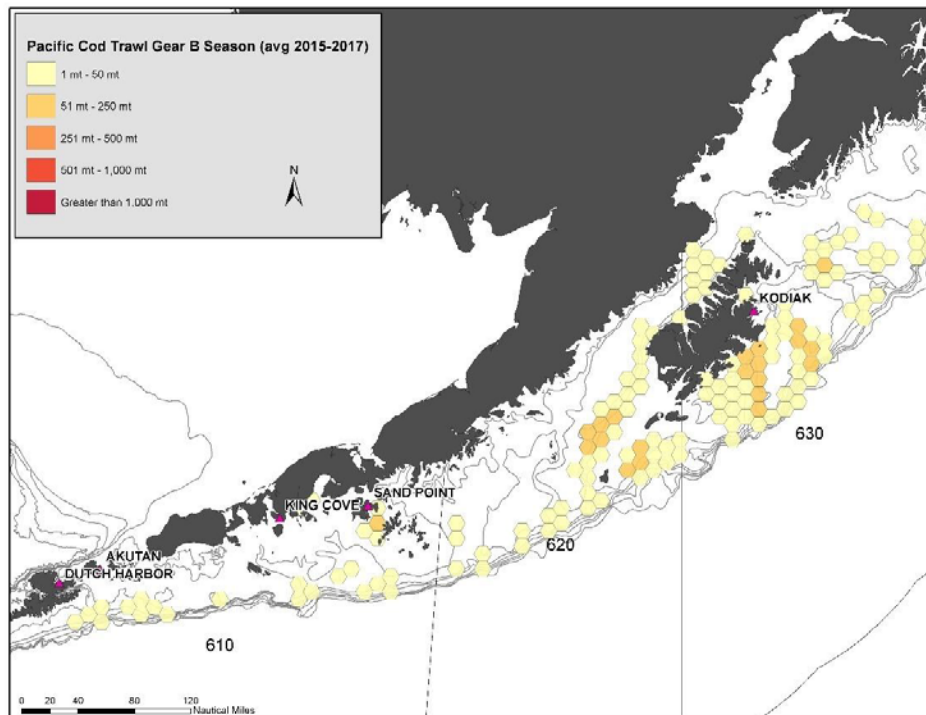 Pacific Cod Trawl Gear B Season (avg 2015-2017)
1 mt - 50 mt
51 mt - 250 mt
251 mt - 500 mt
501 mt - 1,000 mt
Greater than 1,000 mt
N
KODIAK
630
SAND POINT
KING COVE
620
AKUTAN
DUTCH HARBOR
610
0 20 40 80 120
Nautical Miles